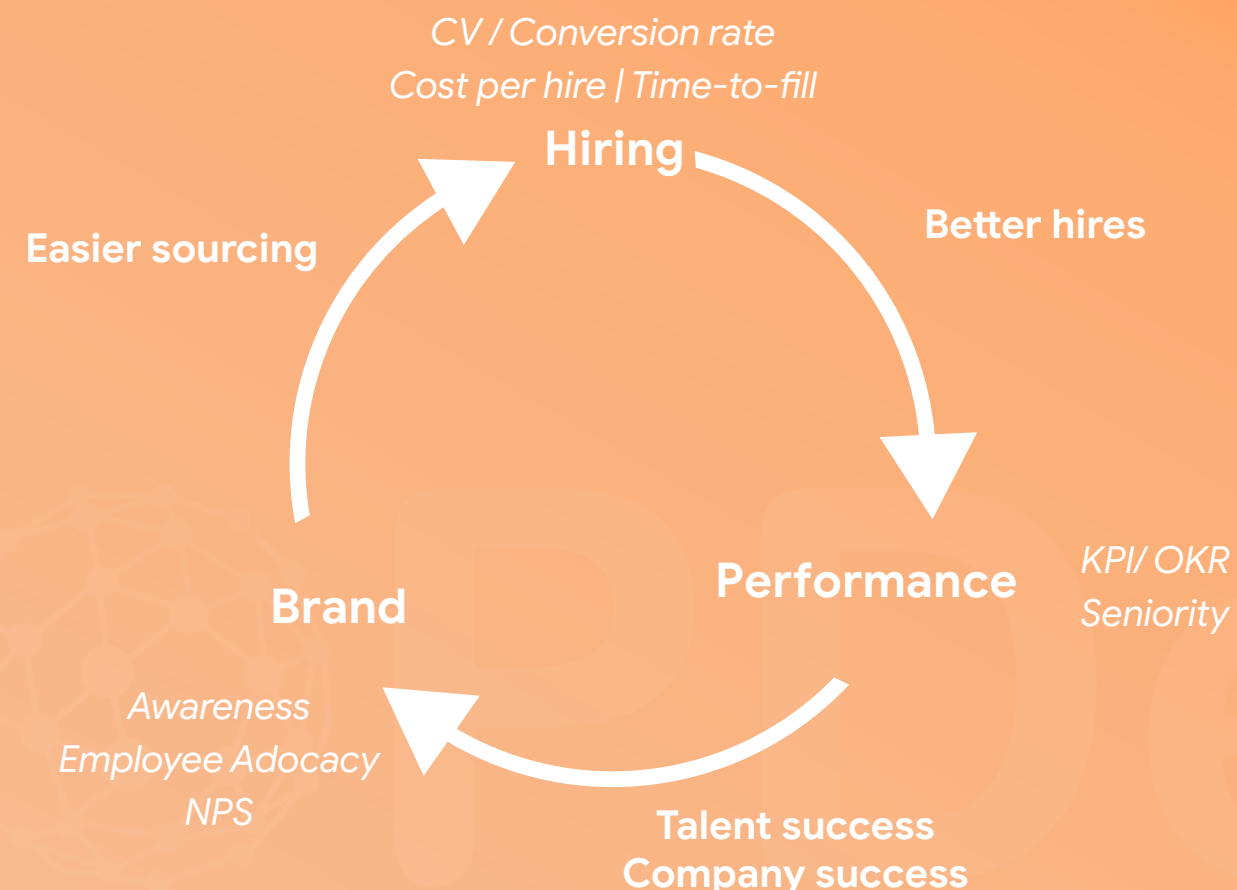 CV / Conversion rate
Cost per hire | Time-to-fill
Hiring
Better hires
Easier sourcing
Performance
KPI/ OKR
Seniority
Brand
Awareness
Employee Adocacy
NPS
Talent success
Company success
PDe